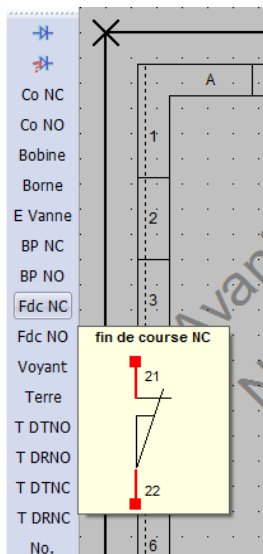 Co NC
Co NO
Bobine
Borne
E Vanne
BP NC
BP NO
Fdc NC
Fdc NO
Voyant
Terre
T DTNO
T DRNO
T DTNC
T DRNC
No.
A
1
2
3
6
fin de course NC
21
22